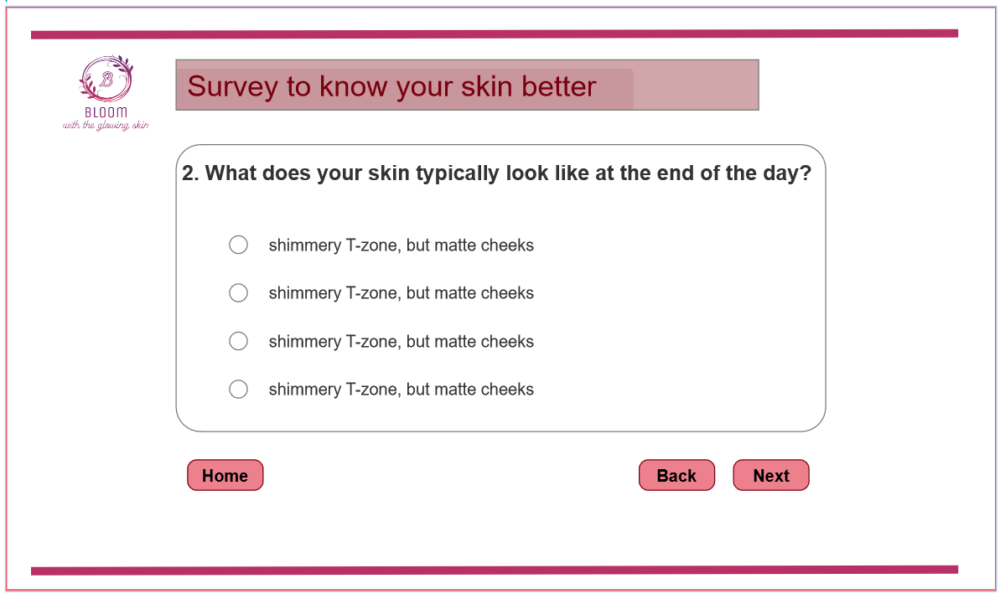 B
BLOOM
with the glowing skin
Survey to know your skin better
2. What does your skin typically look like at the end of the day?
shimmery T-zone, but matte cheeks
shimmery T-zone, but matte cheeks
shimmery T-zone, but matte cheeks
shimmery T-zone, but matte cheeks
Home
Back
Next